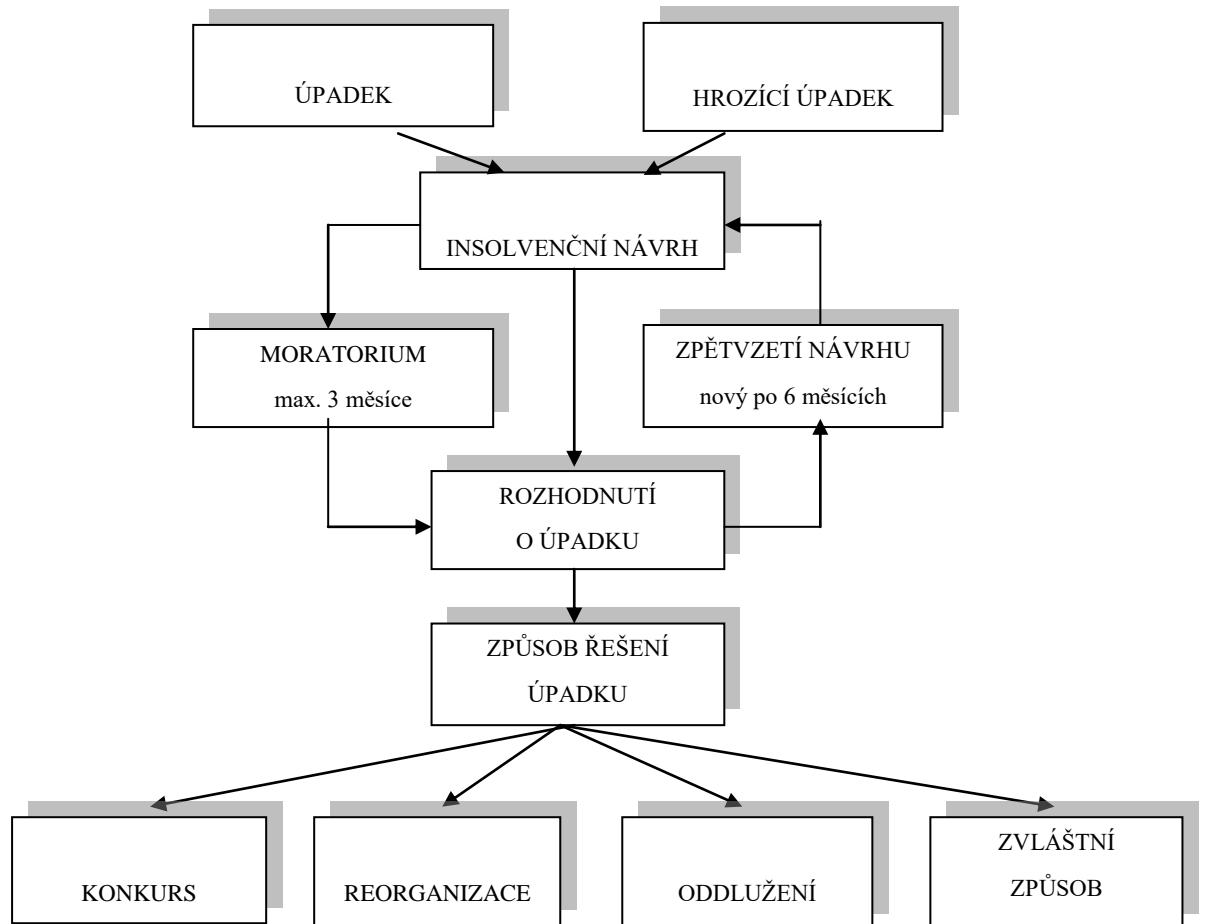 ÚPADEK
HROZÍCÍ ÚPADEK
INSOLVENČNÍ NÁVRH
MORATORIUM
max. 3 měsíce
ZPĚTVZETÍ NÁVRHU
nový po 6 měsících
ROZHODNUTÍ
O ÚPADKU
ZPŮSOB ŘEŠENÍ
ÚPADKU
KONKURS
REORGANIZACE
ODDLUŽENÍ
ZVLÁŠTNÍ
ZPŮSOB